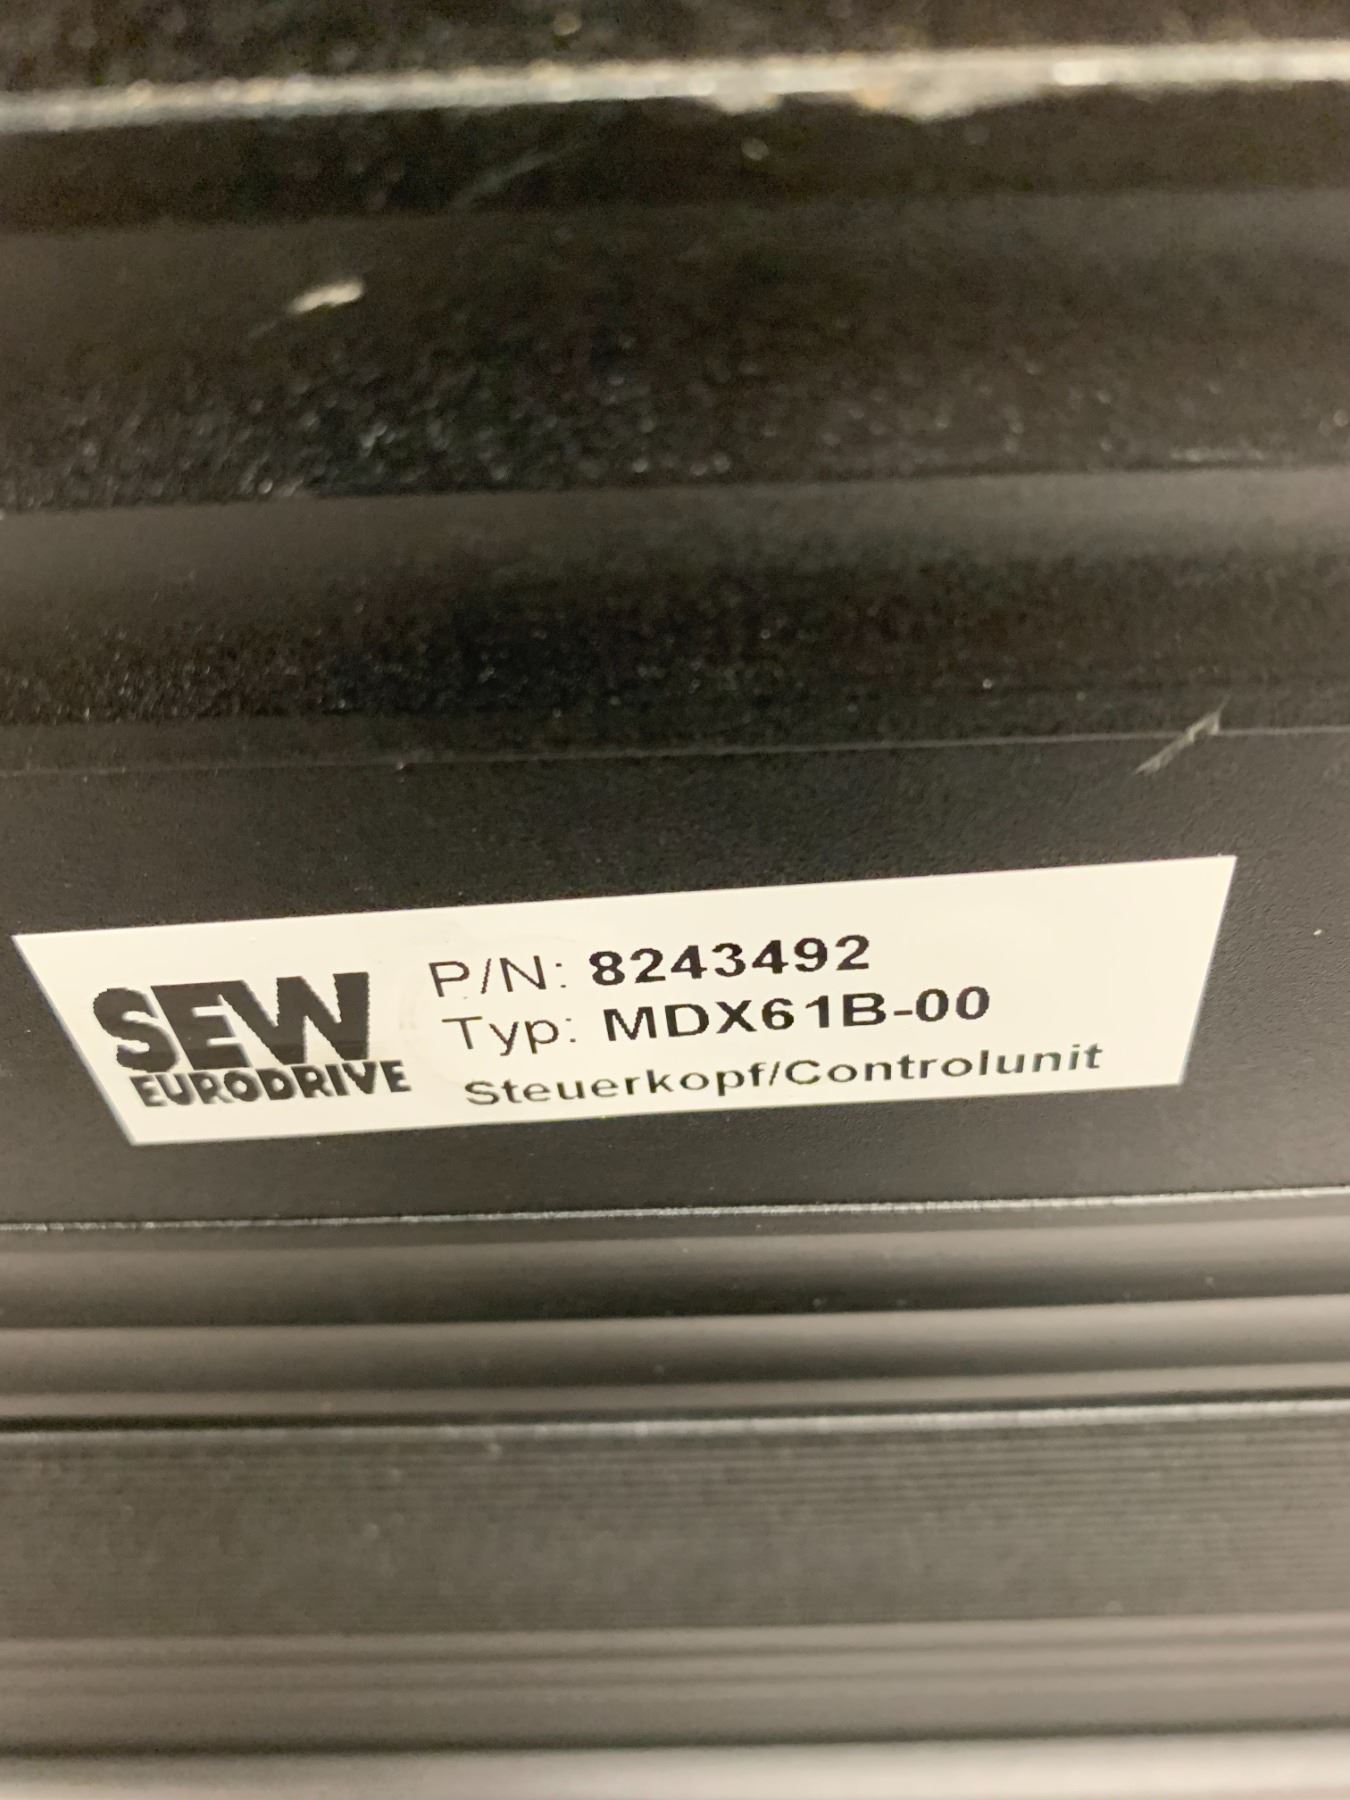 SEW
EURODRIVE
P/N: 8243492
Typ: MDX61B-00
Steuerkopf/Controlunit